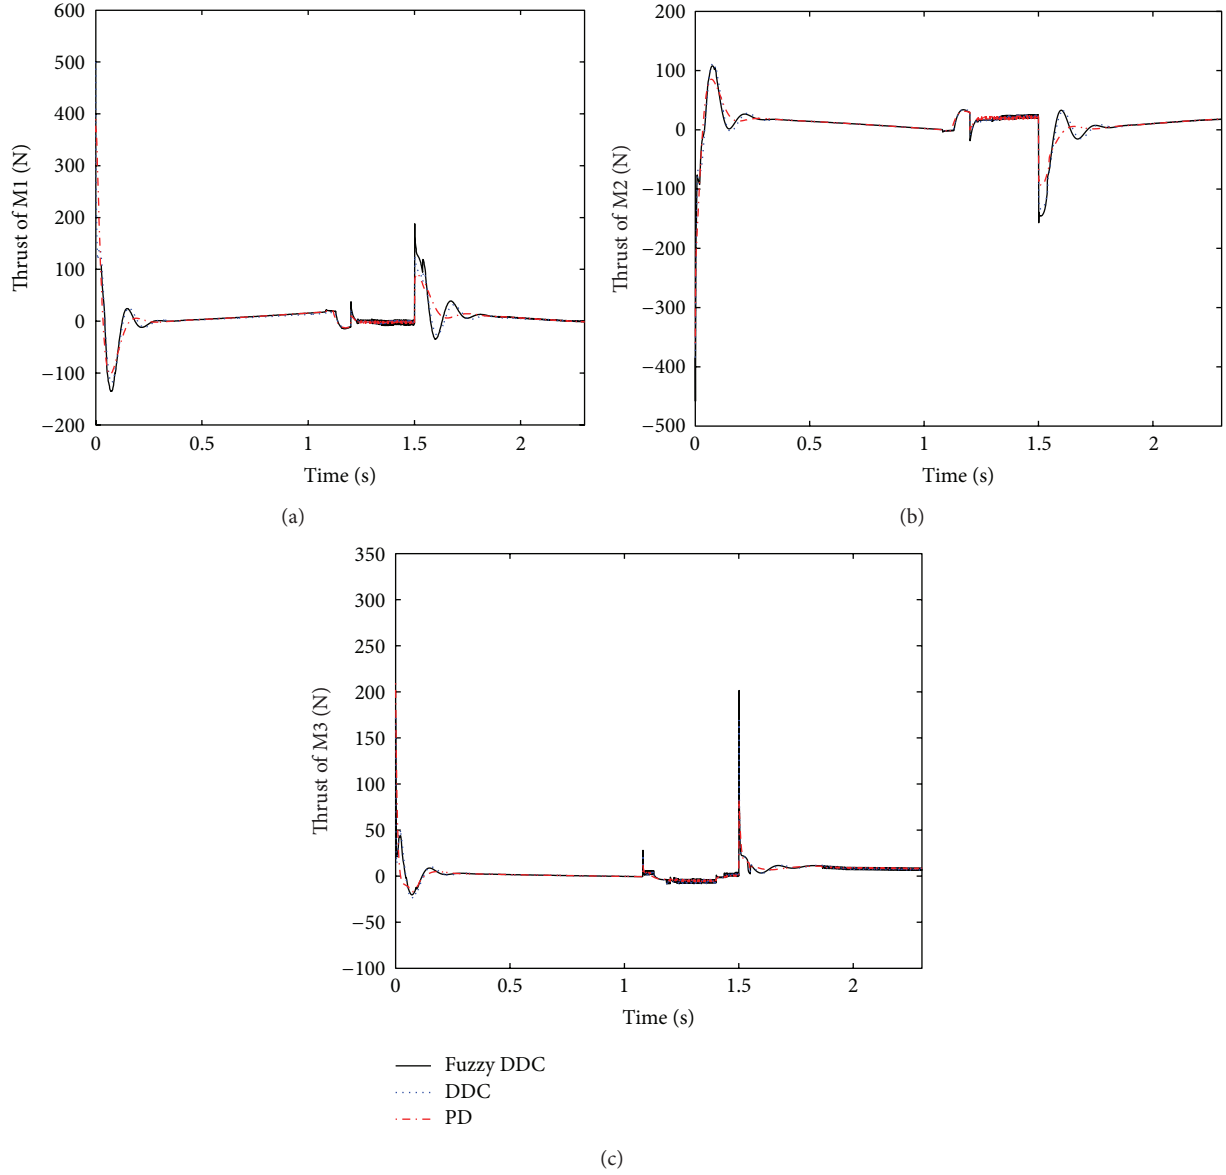 600
500
400
300
200
100
0
−100
−200
Thrust of M1 (N)
0 0.5 1 1.5 2
Time (s)
(a)
200
100
0
−100
−200
−300
−400
−500
Thrust of M2 (N)
0 0.5 1 1.5 2
Time (s)
(b)
350
300
250
200
150
100
50
0
−50
−100
Thrust of M3 (N)
0 0.5 1 1.5 2
Time (s)
Fuzzy DDC
DDC
PD
(c)